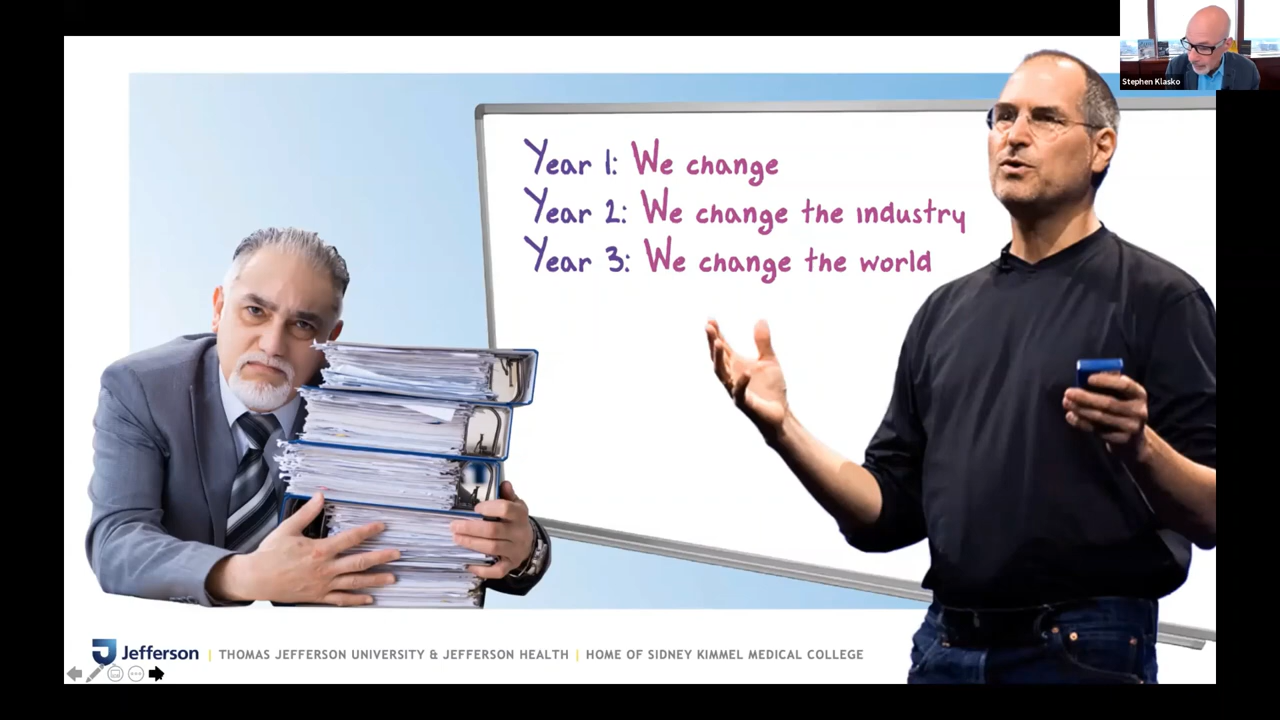 Stephen Klasko
Year 1: We change
Year 2: We change the industry
Year 3: We change the world
Jefferson | THOMAS JEFFERSON UNIVERSITY & JEFFERSON HEALTH | HOME OF SIDNEY KIMMEL MEDICAL COLLEGE